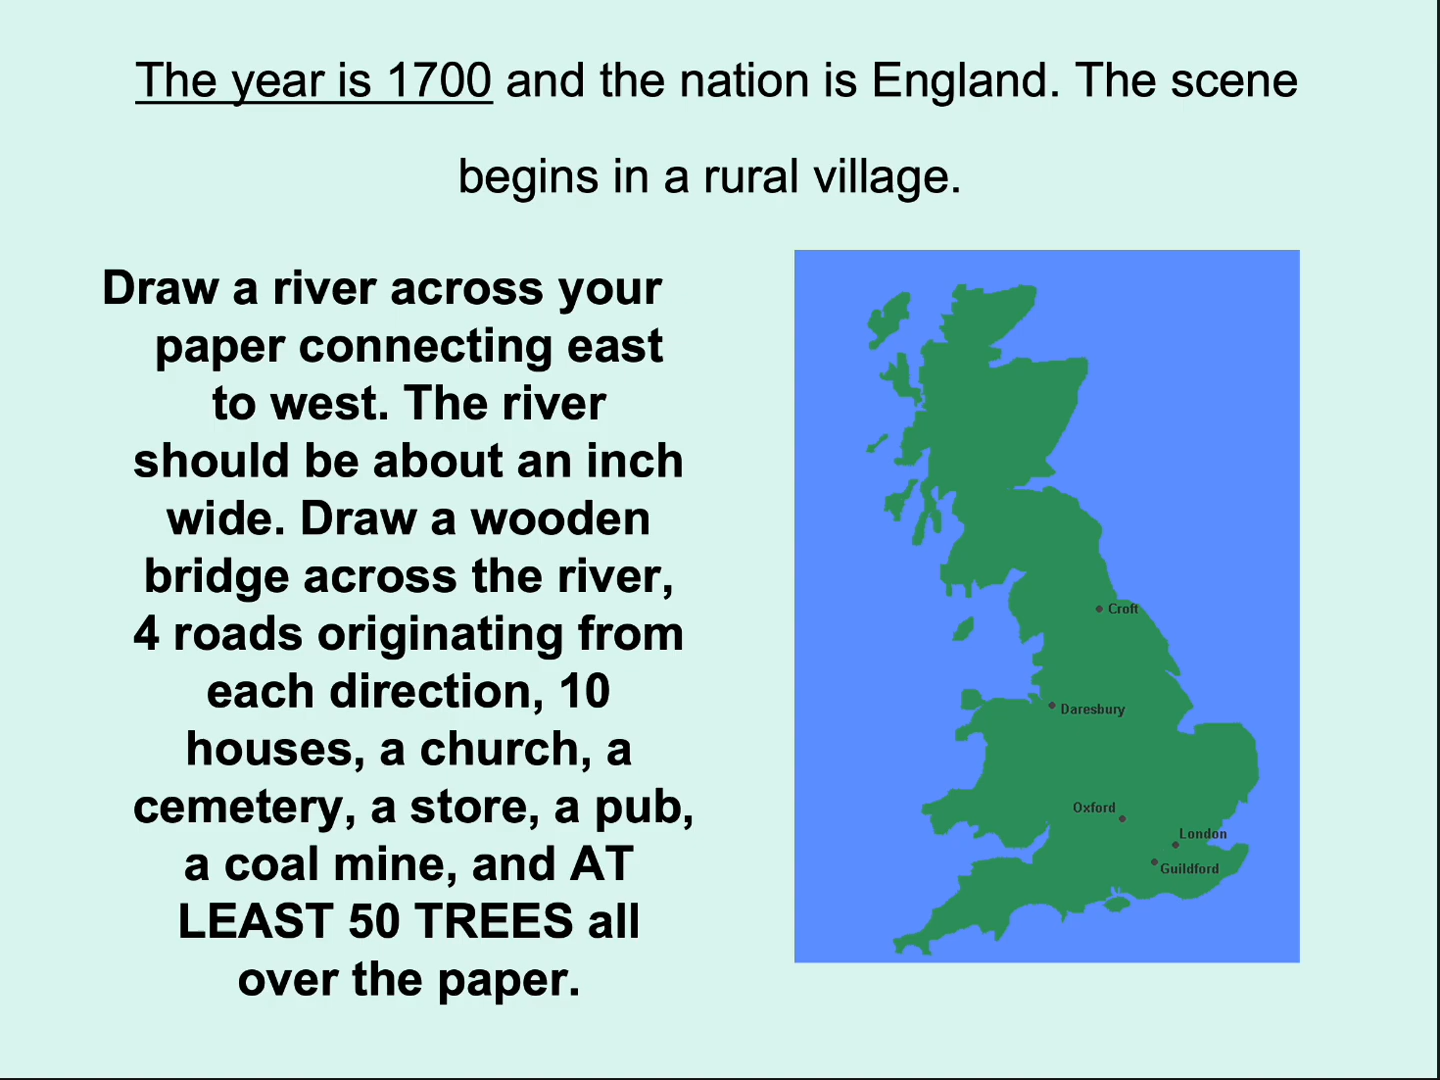 The year is 1700 and the nation is England. The scene
begins in a rural village.
Draw a river across your
paper connecting east
to west. The river
should be about an inch
wide. Draw a wooden
bridge across the river,
4 roads originating from
each direction, 10
houses, a church, a
cemetery, a store, a pub,
a coal mine, and AT
LEAST 50 TREES all
over the paper.
Croft
Daresbury
Oxford
London
Guildford